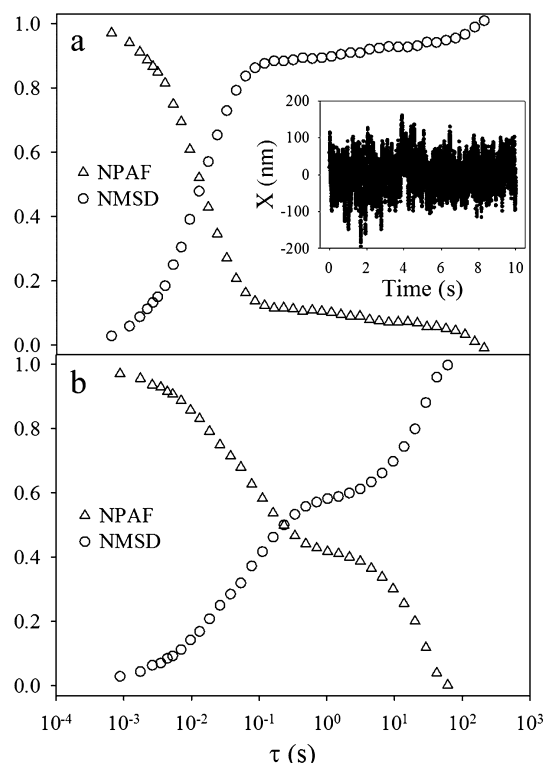 a
1.0
0.8
0.6
0.4
0.2
0.0
NPAF
NMSD
X (nm)
200
100
0
-100
-200
0 2 4 6 8 10
Time (s)
b
1.0
0.8
0.6
0.4
0.2
0.0
NPAF
NMSD
10⁻⁴ 10⁻³ 10⁻² 10⁻¹ 10⁰ 10¹ 10² 10³
τ (s)